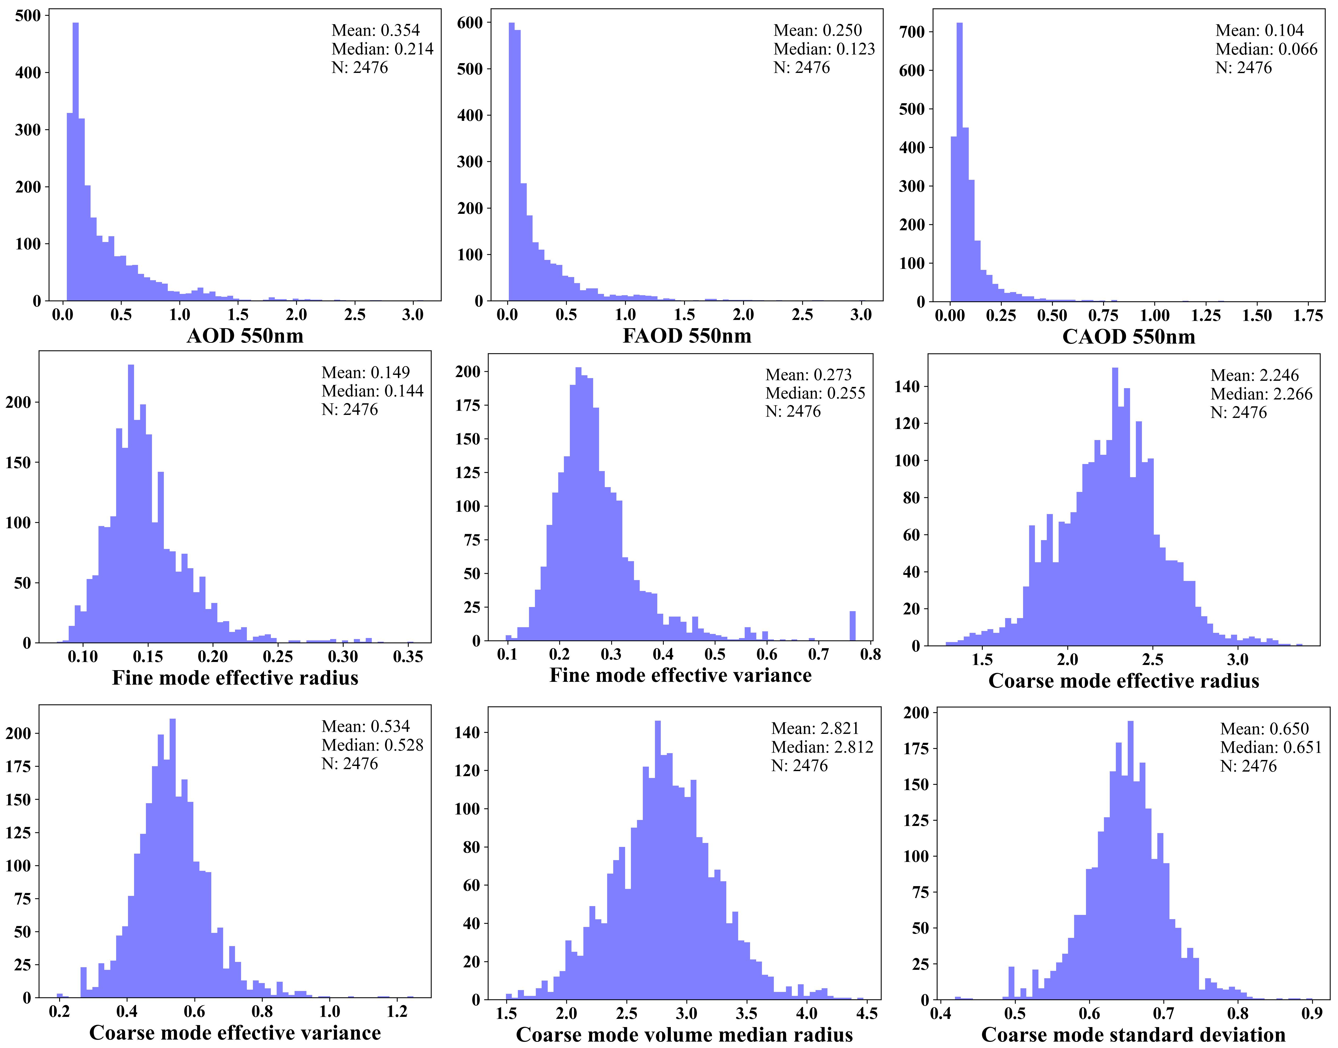 500
400
300
200
100
0
Mean: 0.354
Median: 0.214
N: 2476
0.0 0.5 1.0 1.5 2.0 2.5 3.0
AOD 550nm
600
500
400
300
200
100
0
Mean: 0.250
Median: 0.123
N: 2476
0.0 0.5 1.0 1.5 2.0 2.5 3.0
FAOD 550nm
700
600
500
400
300
200
100
0
Mean: 0.104
Median: 0.066
N: 2476
0.00 0.25 0.50 0.75 1.00 1.25 1.50 1.75
CAOD 550nm
200
150
100
50
0
Mean: 0.149
Median: 0.144
N: 2476
0.10 0.15 0.20 0.25 0.30 0.35
Fine mode effective radius
200
175
150
125
100
75
50
25
0
Mean: 0.273
Median: 0.255
N: 2476
0.1 0.2 0.3 0.4 0.5 0.6 0.7 0.8
Fine mode effective variance
140
120
100
80
60
40
20
0
Mean: 2.246
Median: 2.266
N: 2476
1.5 2.0 2.5 3.0
Coarse mode effective radius
200
175
150
125
100
75
50
25
0
Mean: 0.534
Median: 0.528
N: 2476
0.2 0.4 0.6 0.8 1.0 1.2
Coarse mode effective variance
140
120
100
80
60
40
20
0
Mean: 2.821
Median: 2.812
N: 2476
1.5 2.0 2.5 3.0 3.5 4.0 4.5
Coarse mode volume median radius
200
175
150
125
100
75
50
25
0
Mean: 0.650
Median: 0.651
N: 2476
0.4 0.5 0.6 0.7 0.8 0.9
Coarse mode standard deviation